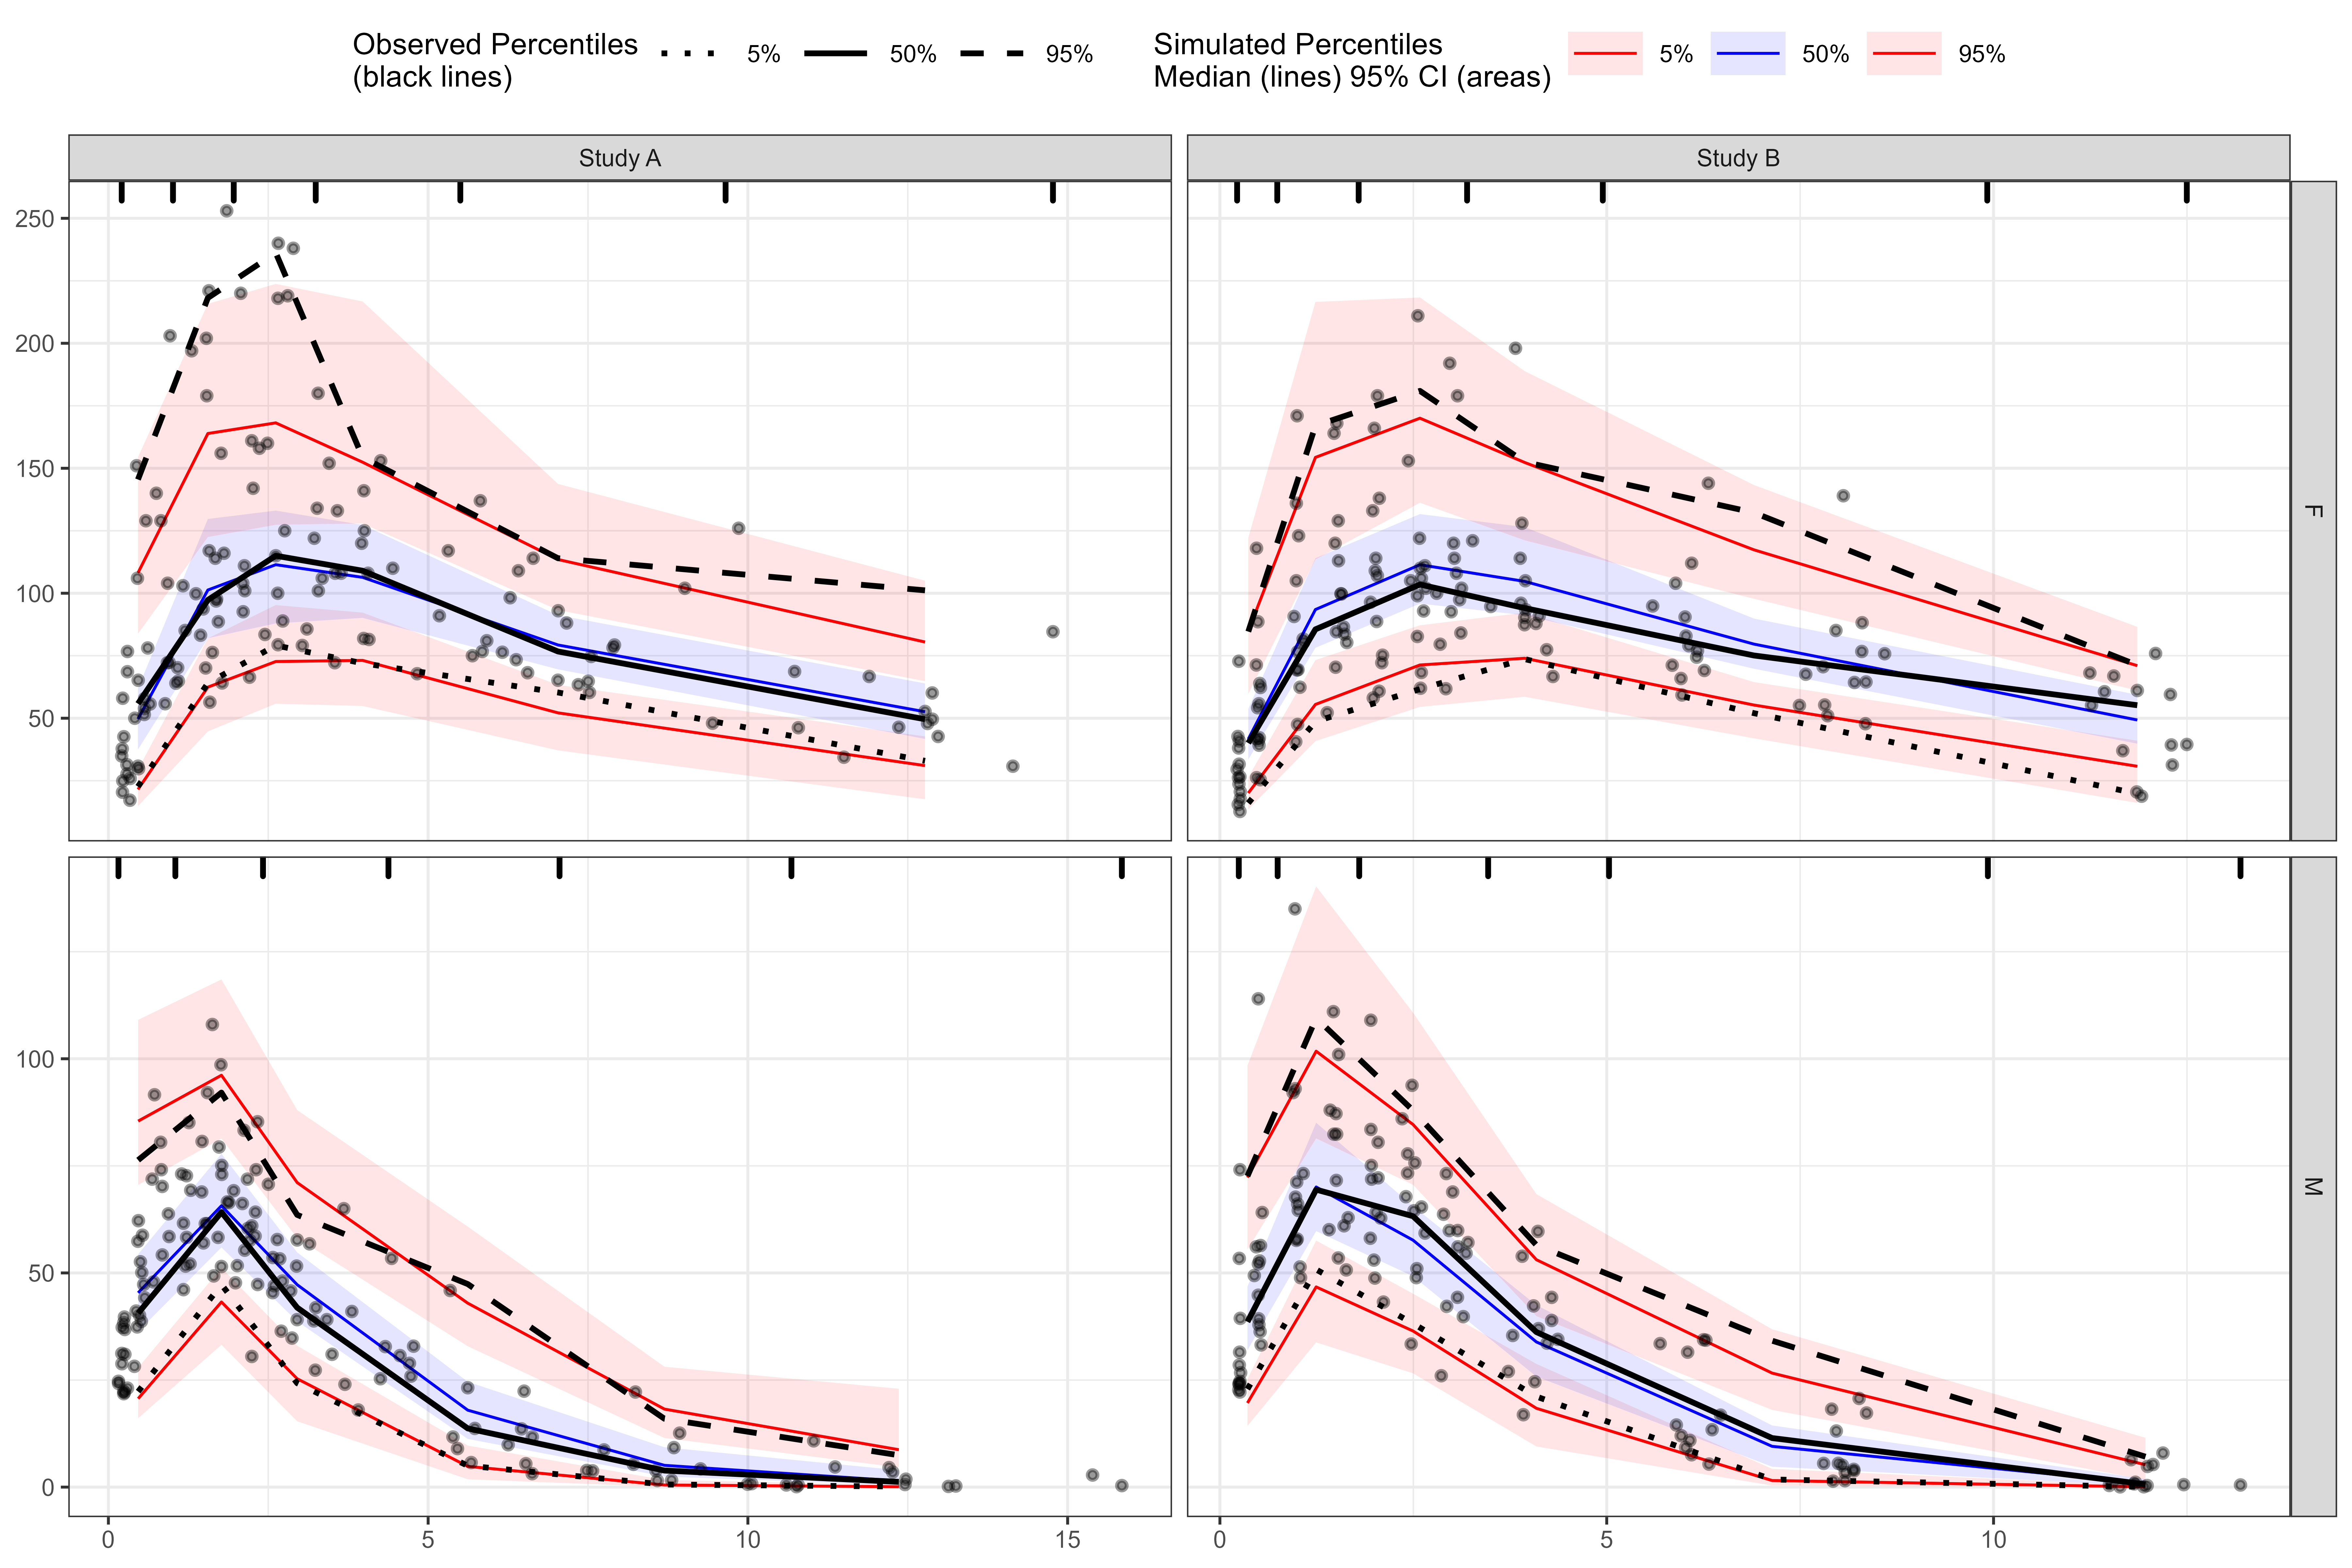 Observed Percentiles
(black lines)
5% 50% 95%
Simulated Percentiles
Median (lines) 95% CI (areas)
5% 50% 95%
Study A
Study B
250
200
150
100
50
F
100
50
0
M
0 5 10 15
0 5 10